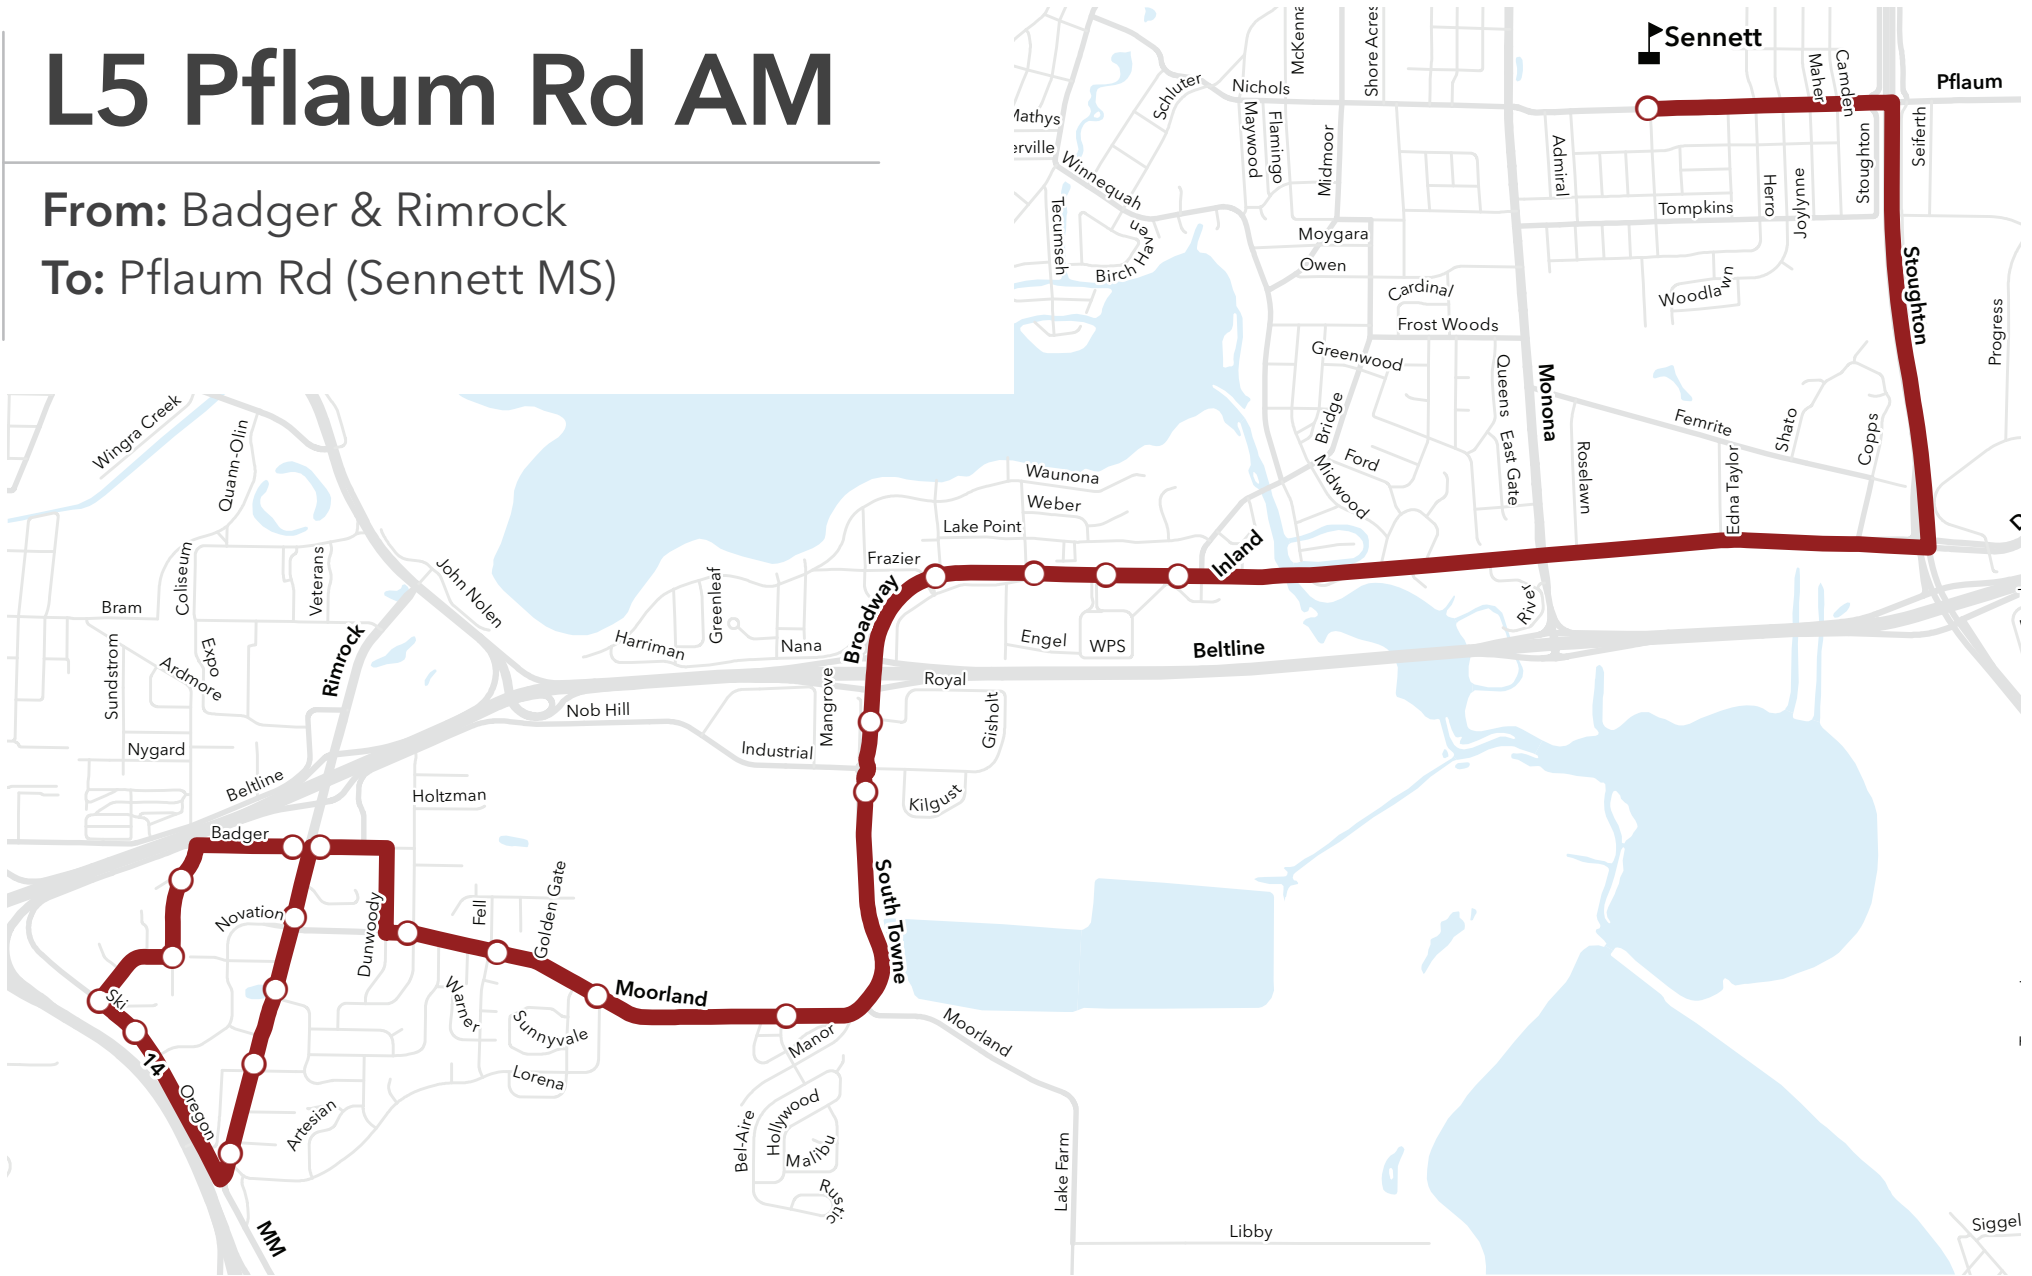 L5 Pflaum Rd AM
From: Badger & Rimrock
To: Pflaum Rd (Sennett MS)
Sennett
Pflaum
McKenna
Shore Acres
Nichols
Schluter
Maher
Camden
Mathys
erville
Winnequah
Maywood
Flamingo
Midmoor
Admiral
Stoughton
Seiferth
Herro
Joylynne
Tompkins
Tecumseh
Birch Haven
Moygara
Owen
Cardinal
Woodlawn
Stoughton
Progress
Frost Woods
Greenwood
Queens
Monona
Bridge
Femrite
Shato
Copps
Wingra Creek
Quann-Olin
Ford
Midwood
East Gate
Roselawn
Edna Taylor
Waunona
Weber
Lake Point
Frazier
Inland
D
Coliseum
Veterans
John Nolen
Bram
Greenleaf
Broadway
River
Sundstrom
Expo
Ardmore
Rimrock
Harriman
Nana
Engel
WPS
Beltline
Royal
Mangrove
Gisholt
Nob Hill
Industrial
Nygard
Beltline
Holtzman
Kilgust
Badger
Novation
Dunwoody
Fell
Golden Gate
South Towne
Ski
Warner
Sunnyvale
Moorland
Moorland
Manor
14
Oregon
Lorena
Artesian
Bel-Aire
Hollywood
Malibu
Rustic
Lake Farm
MM
Libby
Siggel